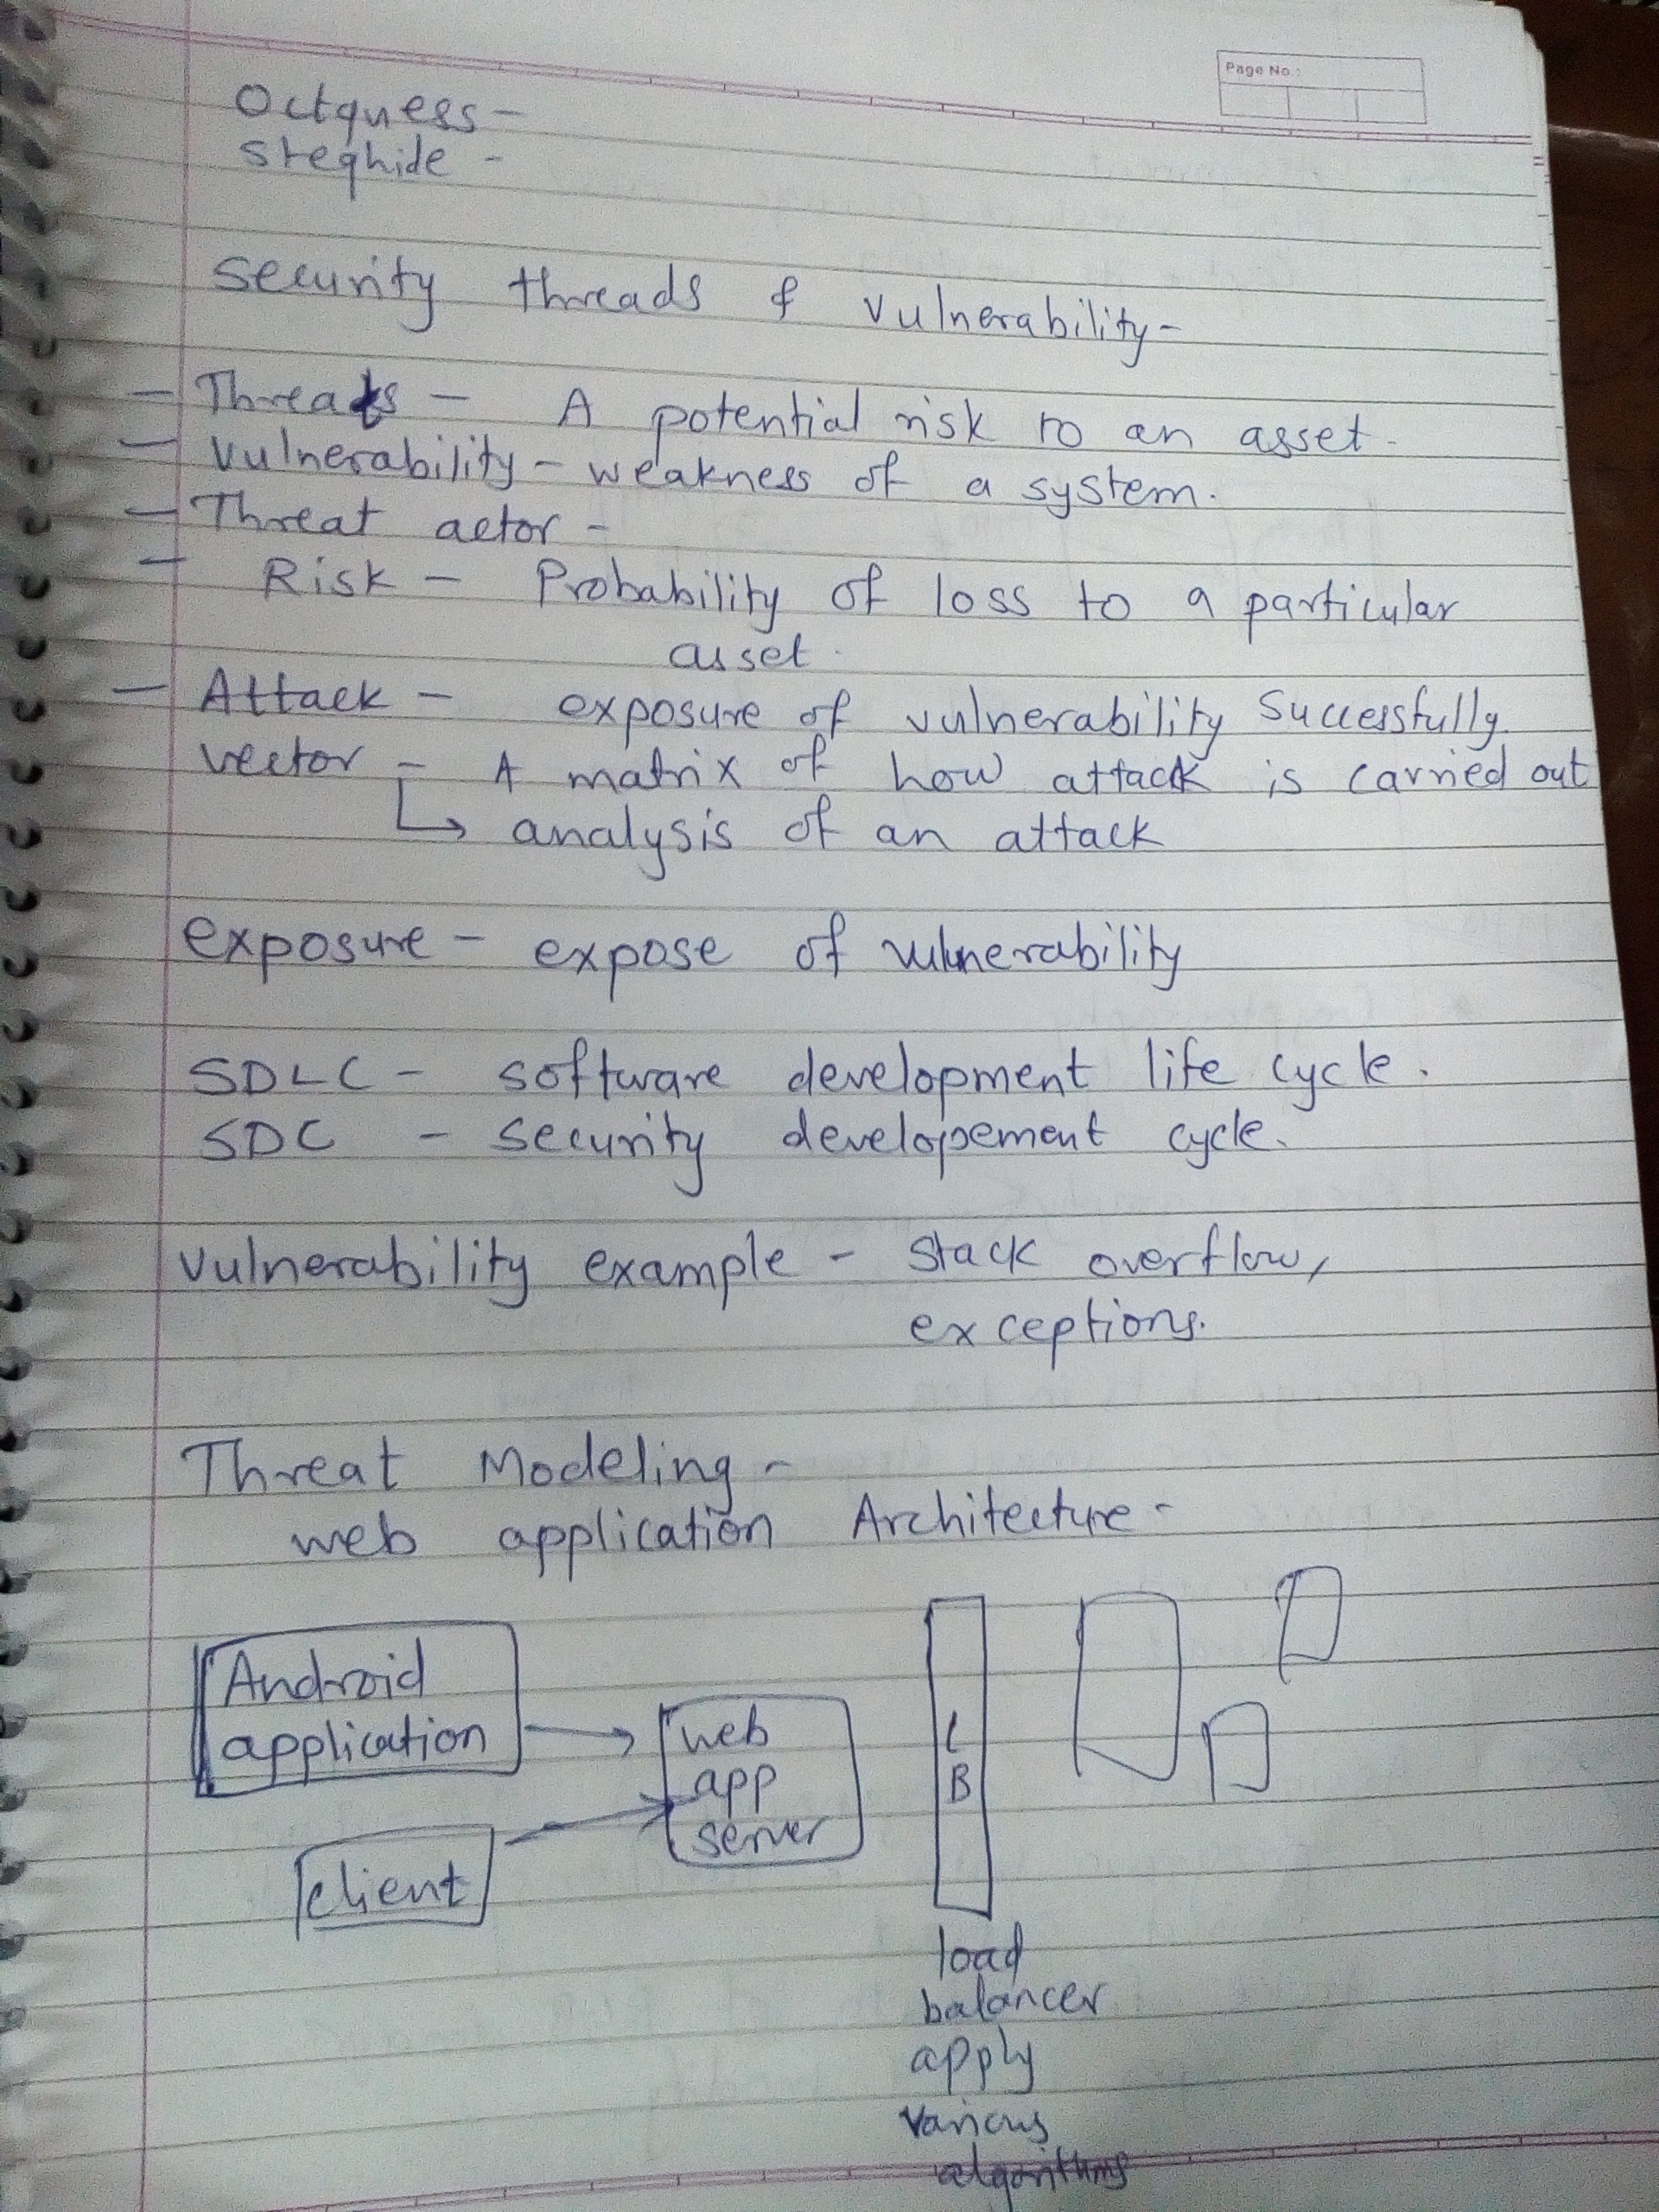 Page No.:
Outguess -
steghide -
security threads & vulnerability -
- Threats - A potential risk to an asset.
- vulnerability - weakness of a system.
- Threat actor -
- Risk - Probability of loss to a particular
asset.
- Attack - exposure of vulnerability successfully.
vector - A matrix of how attack is carried out
↳ analysis of an attack
exposure - expose of vulnerability
SDLC - software development life cycle.
SDC - security developement cycle.
vulnerability example - stack overflow,
exceptions.
Threat Modeling -
web application Architecture -
Android
application
web
app
server
client
L
B
load
balancer
apply
various
algorithms